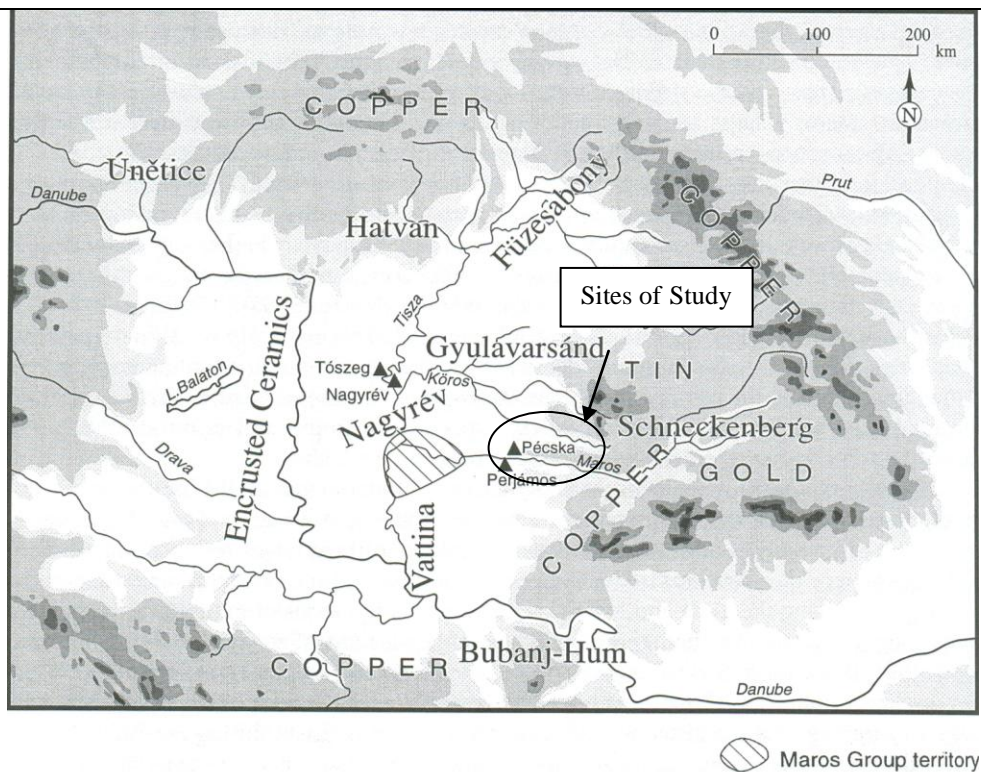 0 100 200
km
N
COPPER
Únětice
Danube
Hatvan
Füzesabony
COPPER
Prut
Sites of Study
Tisza
Encrusted Ceramics
L.Balaton
Tószeg
Nagyrév
Gyulavarsánd
Körös
TIN
Nagyrév
Schneckenberg
Pécska
Maros
Perjámos
GOLD
Drava
COPPER
Vattina
COPPER
Bubanj-Hum
Danube
Maros Group territory